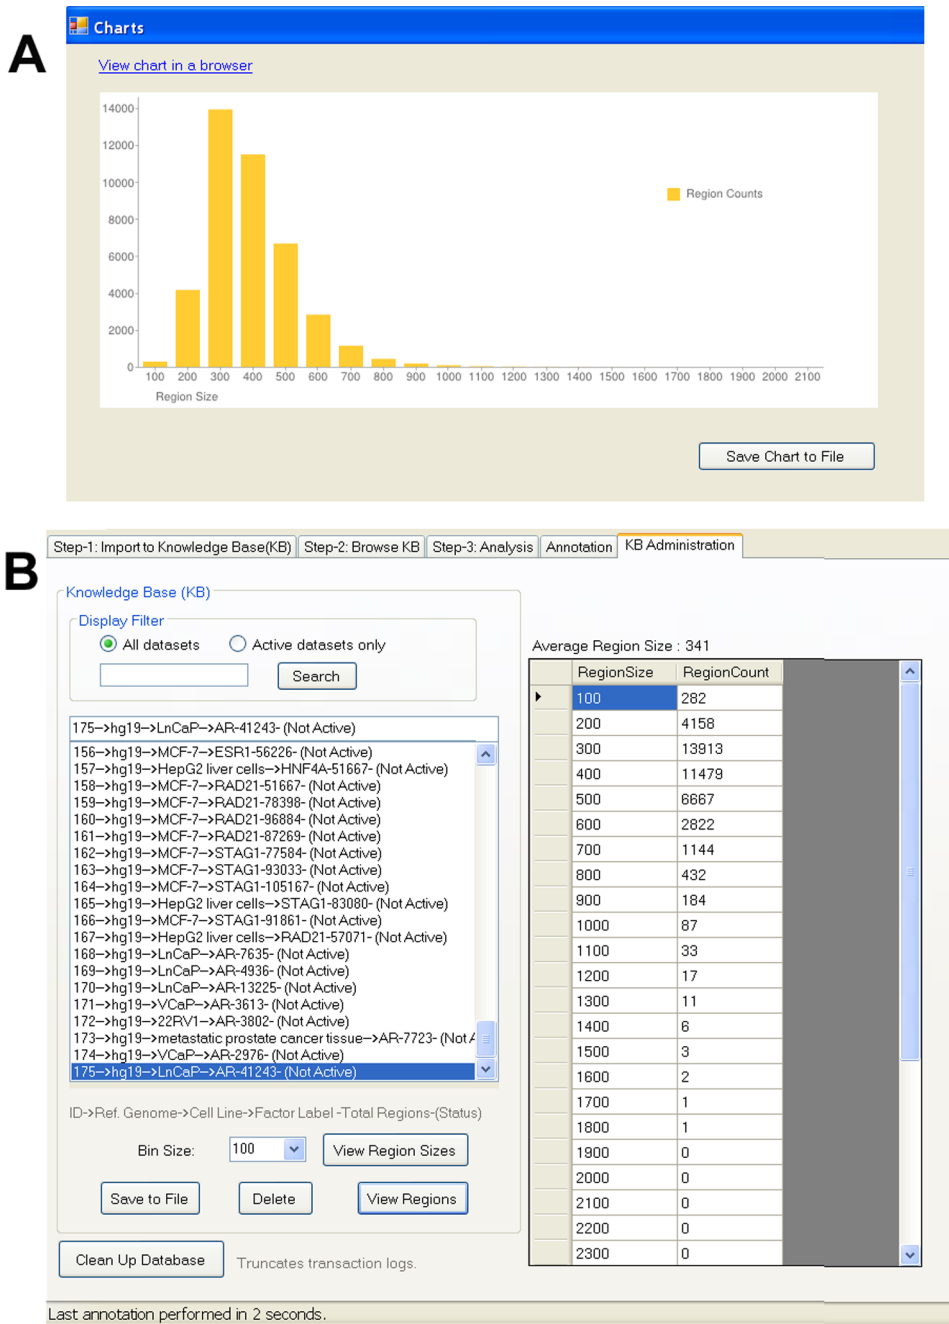 A
Charts
View chart in a browser
14000
12000
10000
8000
6000
4000
2000
0
Region Counts
100 200 300 400 500 600 700 800 900 1000 1100 1200 1300 1400 1500 1600 1700 1800 1900 2000 2100
Region Size
Save Chart to File
B
Step-1: Import to Knowledge Base(KB) Step-2: Browse KB Step-3: Analysis Annotation KB Administration
Knowledge Base (KB)
Display Filter
All datasets Active datasets only
Search
175-->hg19-->LnCaP-->AR-41243- (Not Active)
156-->hg19-->MCF-7-->ESR1-56226- (Not Active)
157-->hg19-->HepG2 liver cells-->HNF4A-51667- (Not Active)
158-->hg19-->MCF-7-->RAD21-51667- (Not Active)
159-->hg19-->MCF-7-->RAD21-78398- (Not Active)
160-->hg19-->MCF-7-->RAD21-96884- (Not Active)
161-->hg19-->MCF-7-->RAD21-87269- (Not Active)
162-->hg19-->MCF-7-->STAG1-77584- (Not Active)
163-->hg19-->MCF-7-->STAG1-93033- (Not Active)
164-->hg19-->MCF-7-->STAG1-105167- (Not Active)
165-->hg19-->HepG2 liver cells-->STAG1-83080- (Not Active)
166-->hg19-->MCF-7-->STAG1-91861- (Not Active)
167-->hg19-->HepG2 liver cells-->RAD21-57071- (Not Active)
168-->hg19-->LnCaP-->AR-7635- (Not Active)
169-->hg19-->LnCaP-->AR-4936- (Not Active)
170-->hg19-->LnCaP-->AR-13225- (Not Active)
171-->hg19-->VCaP-->AR-3613- (Not Active)
172-->hg19-->22RV1-->AR-3802- (Not Active)
173-->hg19-->metastatic prostate cancer tissue-->AR-7723- (Not A
174-->hg19-->VCaP-->AR-2976- (Not Active)
175-->hg19-->LnCaP-->AR-41243- (Not Active)
ID->Ref. Genome->Cell Line->Factor Label -Total Regions-(Status)
Bin Size: 100 View Region Sizes
Save to File Delete View Regions
Clean Up Database Truncates transaction logs.
Average Region Size : 341
RegionSize RegionCount
100 282
200 4158
300 13913
400 11479
500 6667
600 2822
700 1144
800 432
900 184
1000 87
1100 33
1200 17
1300 11
1400 6
1500 3
1600 2
1700 1
1800 1
1900 0
2000 0
2100 0
2200 0
2300 0
Last annotation performed in 2 seconds.